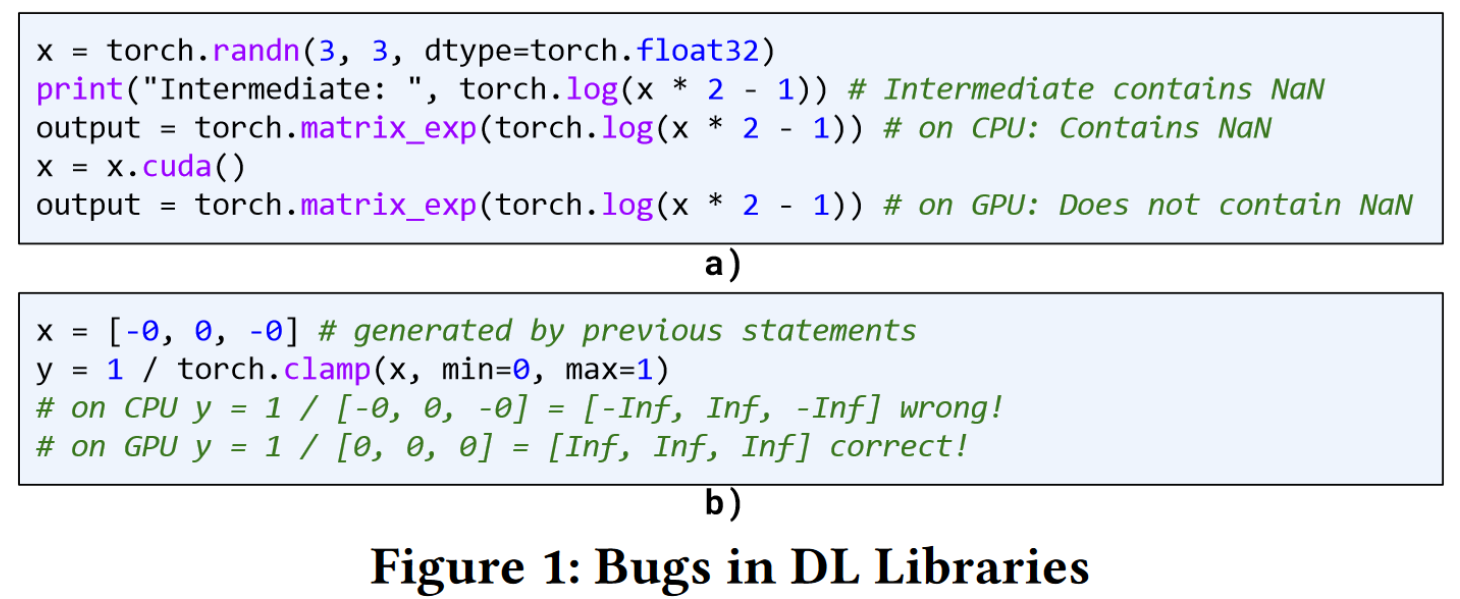 x = torch.randn(3, 3, dtype=torch.float32)
print("Intermediate: ", torch.log(x * 2 - 1)) # Intermediate contains NaN
output = torch.matrix_exp(torch.log(x * 2 - 1)) # on CPU: Contains NaN
x = x.cuda()
output = torch.matrix_exp(torch.log(x * 2 - 1)) # on GPU: Does not contain NaN
a)
x = [-0, 0, -0] # generated by previous statements
y = 1 / torch.clamp(x, min=0, max=1)
# on CPU y = 1 / [-0, 0, -0] = [-Inf, Inf, -Inf] wrong!
# on GPU y = 1 / [0, 0, 0] = [Inf, Inf, Inf] correct!
b)
Figure 1: Bugs in DL Libraries